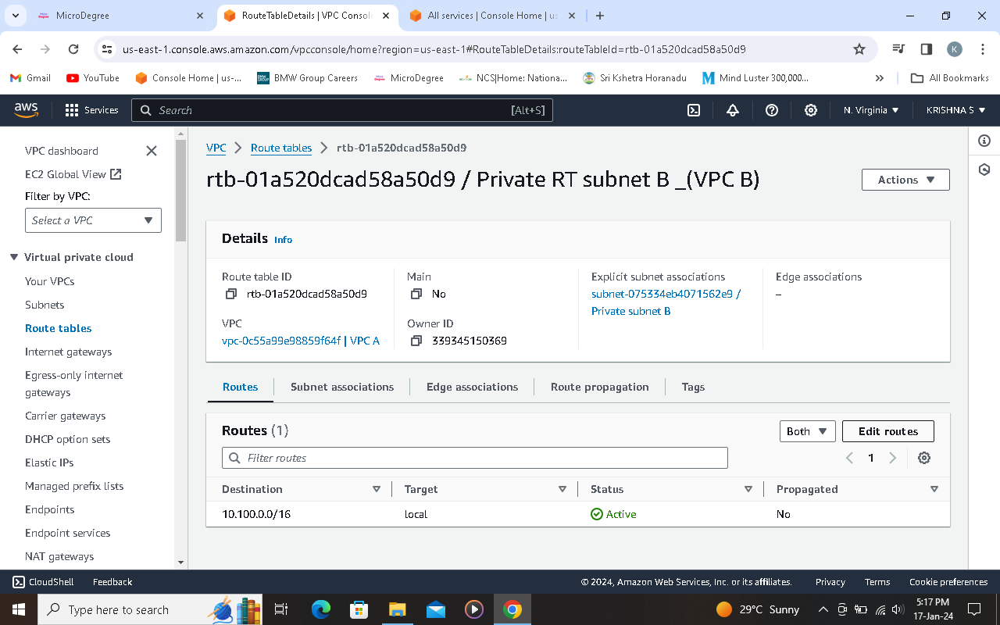 MicroDegree
RouteTableDetails | VPC Consol
All services | Console Home | us
us-east-1.console.aws.amazon.com/vpcconsole/home?region=us-east-1#RouteTableDetails:routeTableId=rtb-01a520dcad58a50d9
K
Gmail
YouTube
Console Home | us-...
BMW Group Careers
MicroDegree
NCS|Home: Nationa...
Sri Kshetra Horanadu
Mind Luster 300,000...
All Bookmarks
aws
Services
Search
[Alt+S]
N. Virginia
KRISHNA S
VPC dashboard
EC2 Global View
Filter by VPC:
Select a VPC
Virtual private cloud
Your VPCs
Subnets
Route tables
Internet gateways
Egress-only internet
gateways
Carrier gateways
DHCP option sets
Elastic IPs
Managed prefix lists
Endpoints
Endpoint services
NAT gateways
VPC > Route tables > rtb-01a520dcad58a50d9
rtb-01a520dcad58a50d9 / Private RT subnet B _(VPC B)
Actions
Details Info
Route table ID
rtb-01a520dcad58a50d9
VPC
vpc-0c55a99e98859f64f | VPC A
Main
No
Owner ID
339345150369
Explicit subnet associations
subnet-075334eb4071562e9 /
Private subnet B
Edge associations
–
Routes
Subnet associations
Edge associations
Route propagation
Tags
Routes (1)
Both
Edit routes
Filter routes
1
Destination Target Status Propagated
10.100.0.0/16 local Active No
CloudShell
Feedback
© 2024, Amazon Web Services, Inc. or its affiliates.
Privacy
Terms
Cookie preferences
Type here to search
29°C Sunny
5:17 PM
17-Jan-24